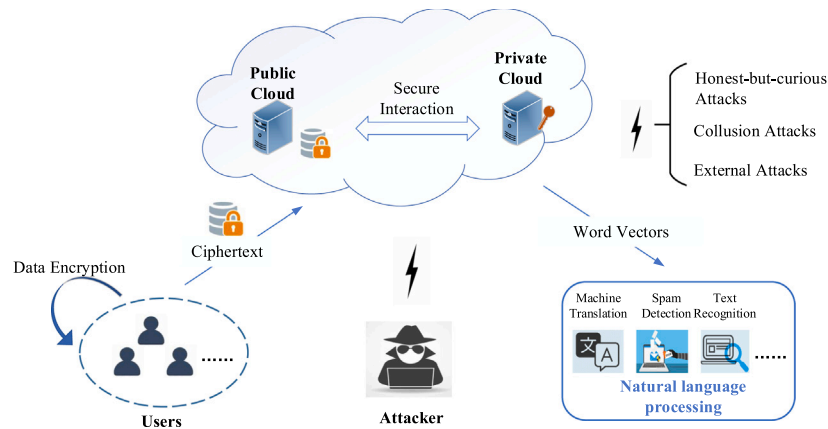 Public
Cloud
Secure
Interaction
Private
Cloud
Honest-but-curious
Attacks
Collusion Attacks
External Attacks
Ciphertext
Data Encryption
......
Users
Attacker
Word Vectors
Machine
Translation
Spam
Detection
Text
Recognition
文
A
......
Natural language
processing